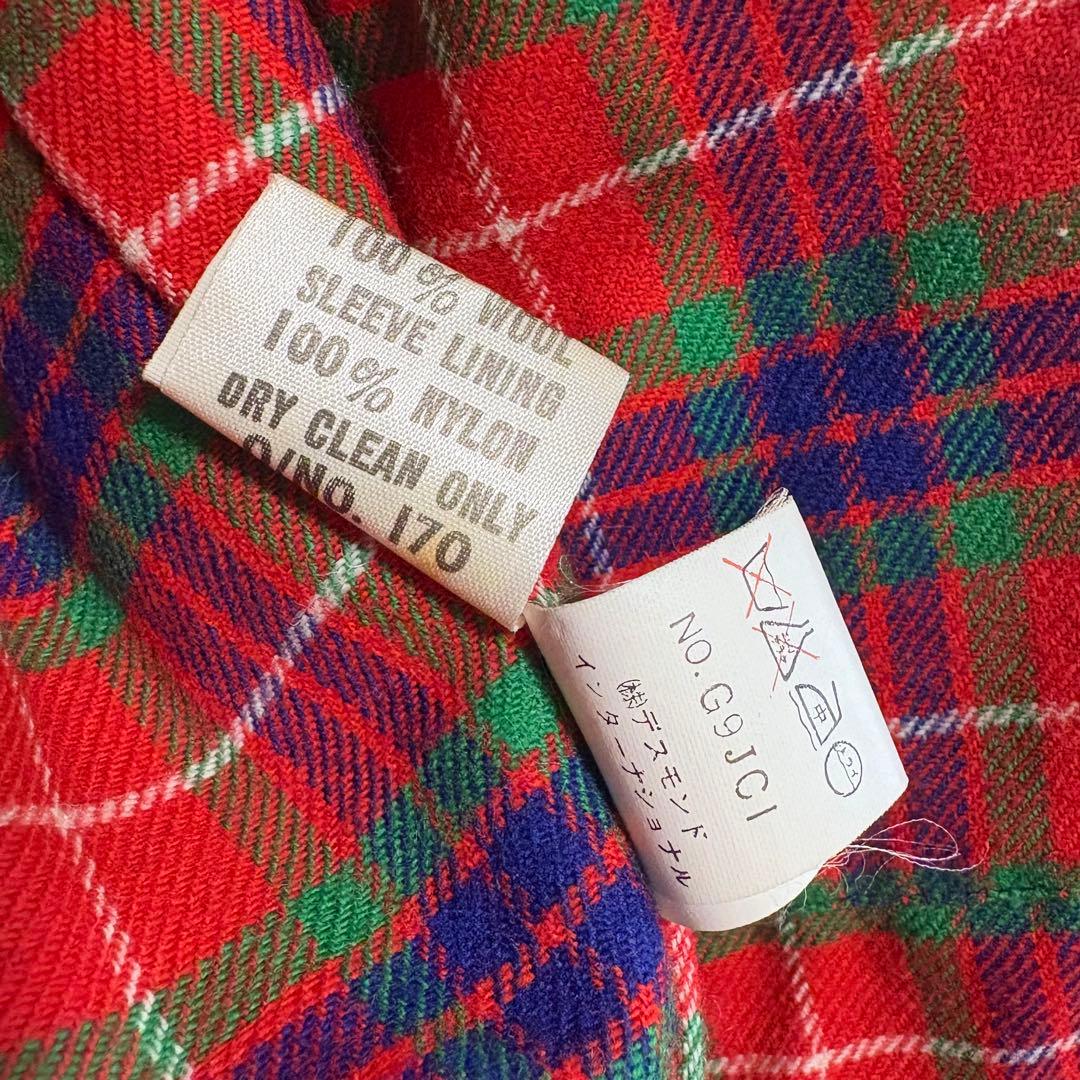 100% WOOL
SLEEVE LINING
100% NYLON
DRY CLEAN ONLY
O/NO. 170
中
NO.G9JC1
㈱デスモンド
インターナショナル